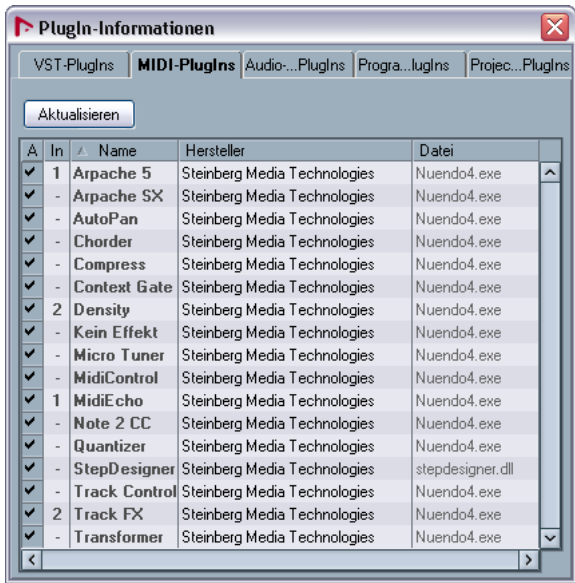 PlugIn-Informationen
VST-PlugIns MIDI-PlugIns Audio-...PlugIns Progra...lugIns Projec...PlugIns
Aktualisieren
A In Name Hersteller Datei
1 Arpache 5 Steinberg Media Technologies Nuendo4.exe
- Arpache SX Steinberg Media Technologies Nuendo4.exe
- AutoPan Steinberg Media Technologies Nuendo4.exe
- Chorder Steinberg Media Technologies Nuendo4.exe
- Compress Steinberg Media Technologies Nuendo4.exe
- Context Gate Steinberg Media Technologies Nuendo4.exe
2 Density Steinberg Media Technologies Nuendo4.exe
- Kein Effekt Steinberg Media Technologies Nuendo4.exe
- Micro Tuner Steinberg Media Technologies Nuendo4.exe
- MidiControl Steinberg Media Technologies Nuendo4.exe
1 MidiEcho Steinberg Media Technologies Nuendo4.exe
- Note 2 CC Steinberg Media Technologies Nuendo4.exe
- Quantizer Steinberg Media Technologies Nuendo4.exe
- StepDesigner Steinberg Media Technologies stepdesigner.dll
- Track Control Steinberg Media Technologies Nuendo4.exe
2 Track FX Steinberg Media Technologies Nuendo4.exe
- Transformer Steinberg Media Technologies Nuendo4.exe